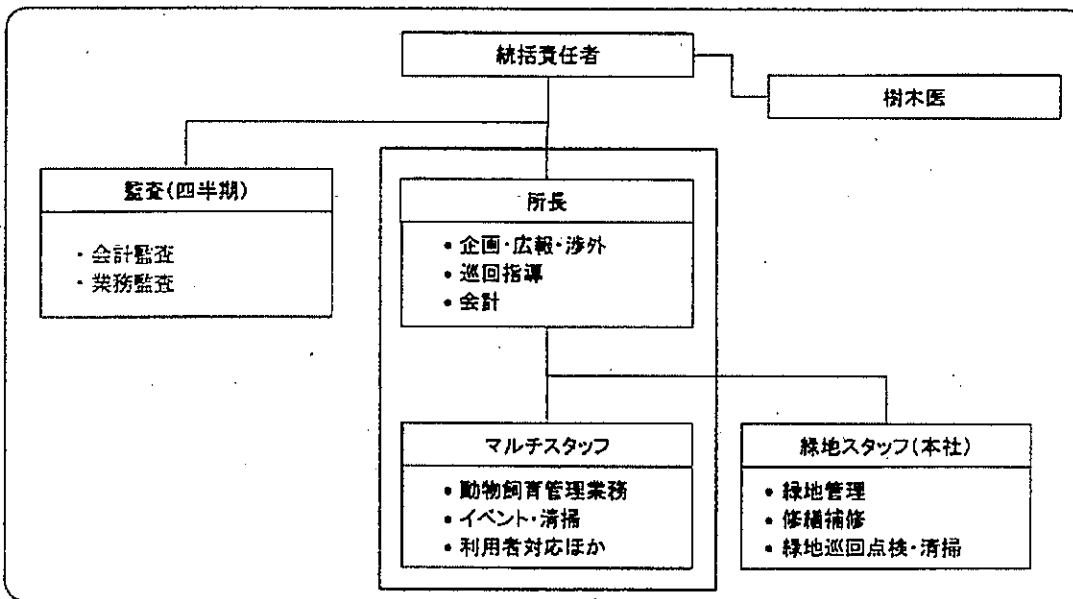 統括責任者
樹木医
監査(四半期)
・会計監査
・業務監査
所長
• 企画・広報・渉外
• 巡回指導
• 会計
マルチスタッフ
• 動物飼育管理業務
• イベント・清掃
• 利用者対応ほか
緑地スタッフ(本社)
• 緑地管理
• 修繕補修
• 緑地巡回点検・清掃